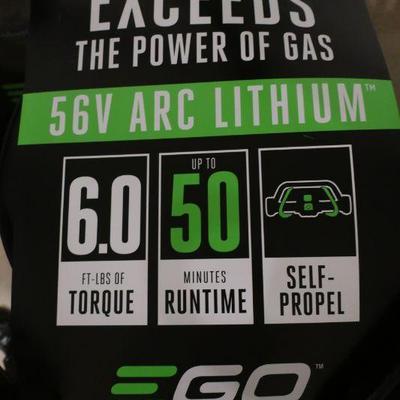 EXCEEDS
THE POWER OF GAS
56V ARC LITHIUM™
6.0
FT-LBS OF
TORQUE
UP TO
50
MINUTES
RUNTIME
SELF-
PROPEL
EGO™